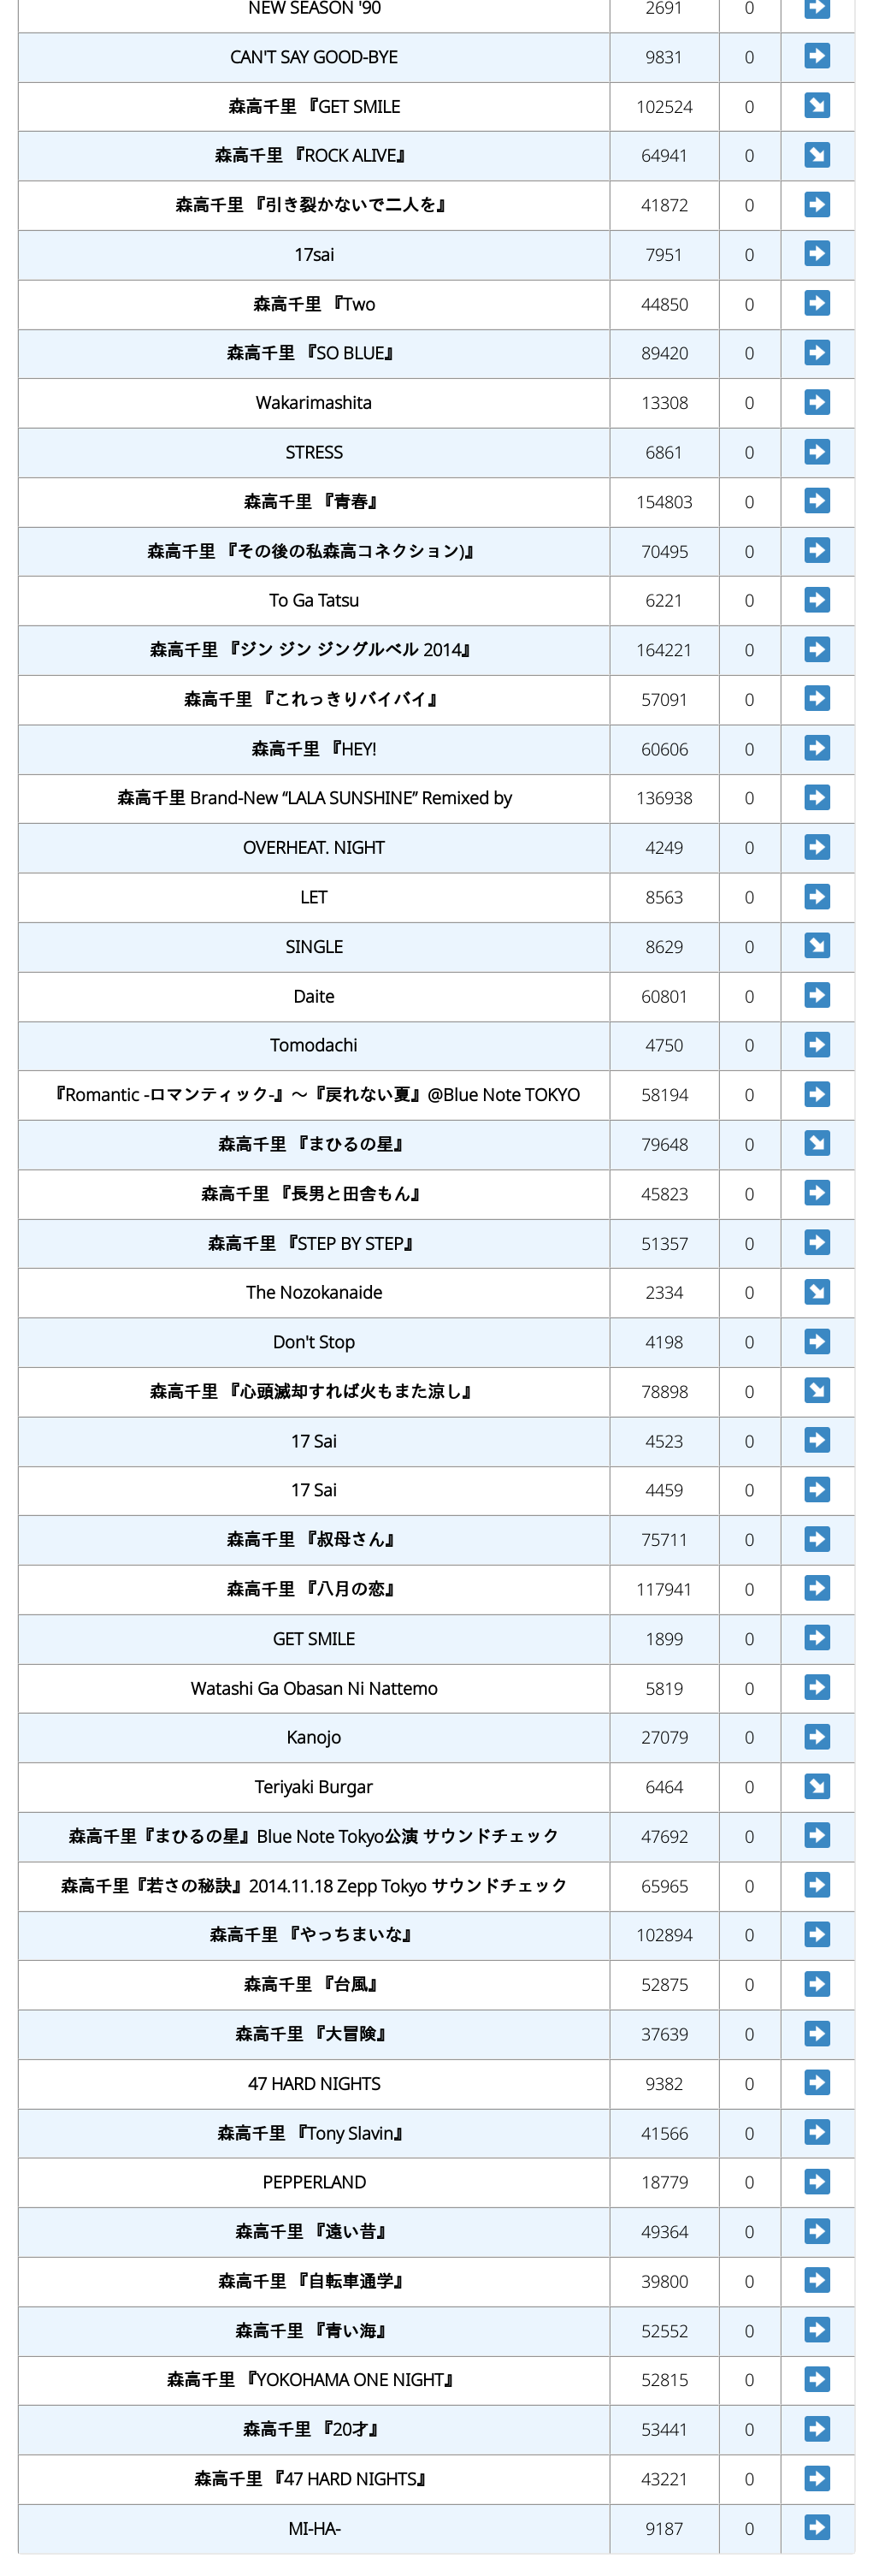 NEW SEASON '90 2691 0
CAN'T SAY GOOD-BYE 9831 0
森高千里 『GET SMILE 102524 0
森高千里 『ROCK ALIVE』 64941 0
森高千里 『引き裂かないで二人を』 41872 0
17sai 7951 0
森高千里 『Two 44850 0
森高千里 『SO BLUE』 89420 0
Wakarimashita 13308 0
STRESS 6861 0
森高千里 『青春』 154803 0
森高千里 『その後の私森高コネクション)』 70495 0
To Ga Tatsu 6221 0
森高千里 『ジン ジン ジングルベル 2014』 164221 0
森高千里 『これっきりバイバイ』 57091 0
森高千里 『HEY! 60606 0
森高千里 Brand-New “LALA SUNSHINE” Remixed by 136938 0
OVERHEAT. NIGHT 4249 0
LET 8563 0
SINGLE 8629 0
Daite 60801 0
Tomodachi 4750 0
『Romantic -ロマンティック-』～『戻れない夏』@Blue Note TOKYO 58194 0
森高千里 『まひるの星』 79648 0
森高千里 『長男と田舎もん』 45823 0
森高千里 『STEP BY STEP』 51357 0
The Nozokanaide 2334 0
Don't Stop 4198 0
森高千里 『心頭滅却すれば火もまた涼し』 78898 0
17 Sai 4523 0
17 Sai 4459 0
森高千里 『叔母さん』 75711 0
森高千里 『八月の恋』 117941 0
GET SMILE 1899 0
Watashi Ga Obasan Ni Nattemo 5819 0
Kanojo 27079 0
Teriyaki Burgar 6464 0
森高千里『まひるの星』Blue Note Tokyo公演 サウンドチェック 47692 0
森高千里『若さの秘訣』2014.11.18 Zepp Tokyo サウンドチェック 65965 0
森高千里 『やっちまいな』 102894 0
森高千里 『台風』 52875 0
森高千里 『大冒険』 37639 0
47 HARD NIGHTS 9382 0
森高千里 『Tony Slavin』 41566 0
PEPPERLAND 18779 0
森高千里 『遠い昔』 49364 0
森高千里 『自転車通学』 39800 0
森高千里 『青い海』 52552 0
森高千里 『YOKOHAMA ONE NIGHT』 52815 0
森高千里 『20才』 53441 0
森高千里 『47 HARD NIGHTS』 43221 0
MI-HA- 9187 0